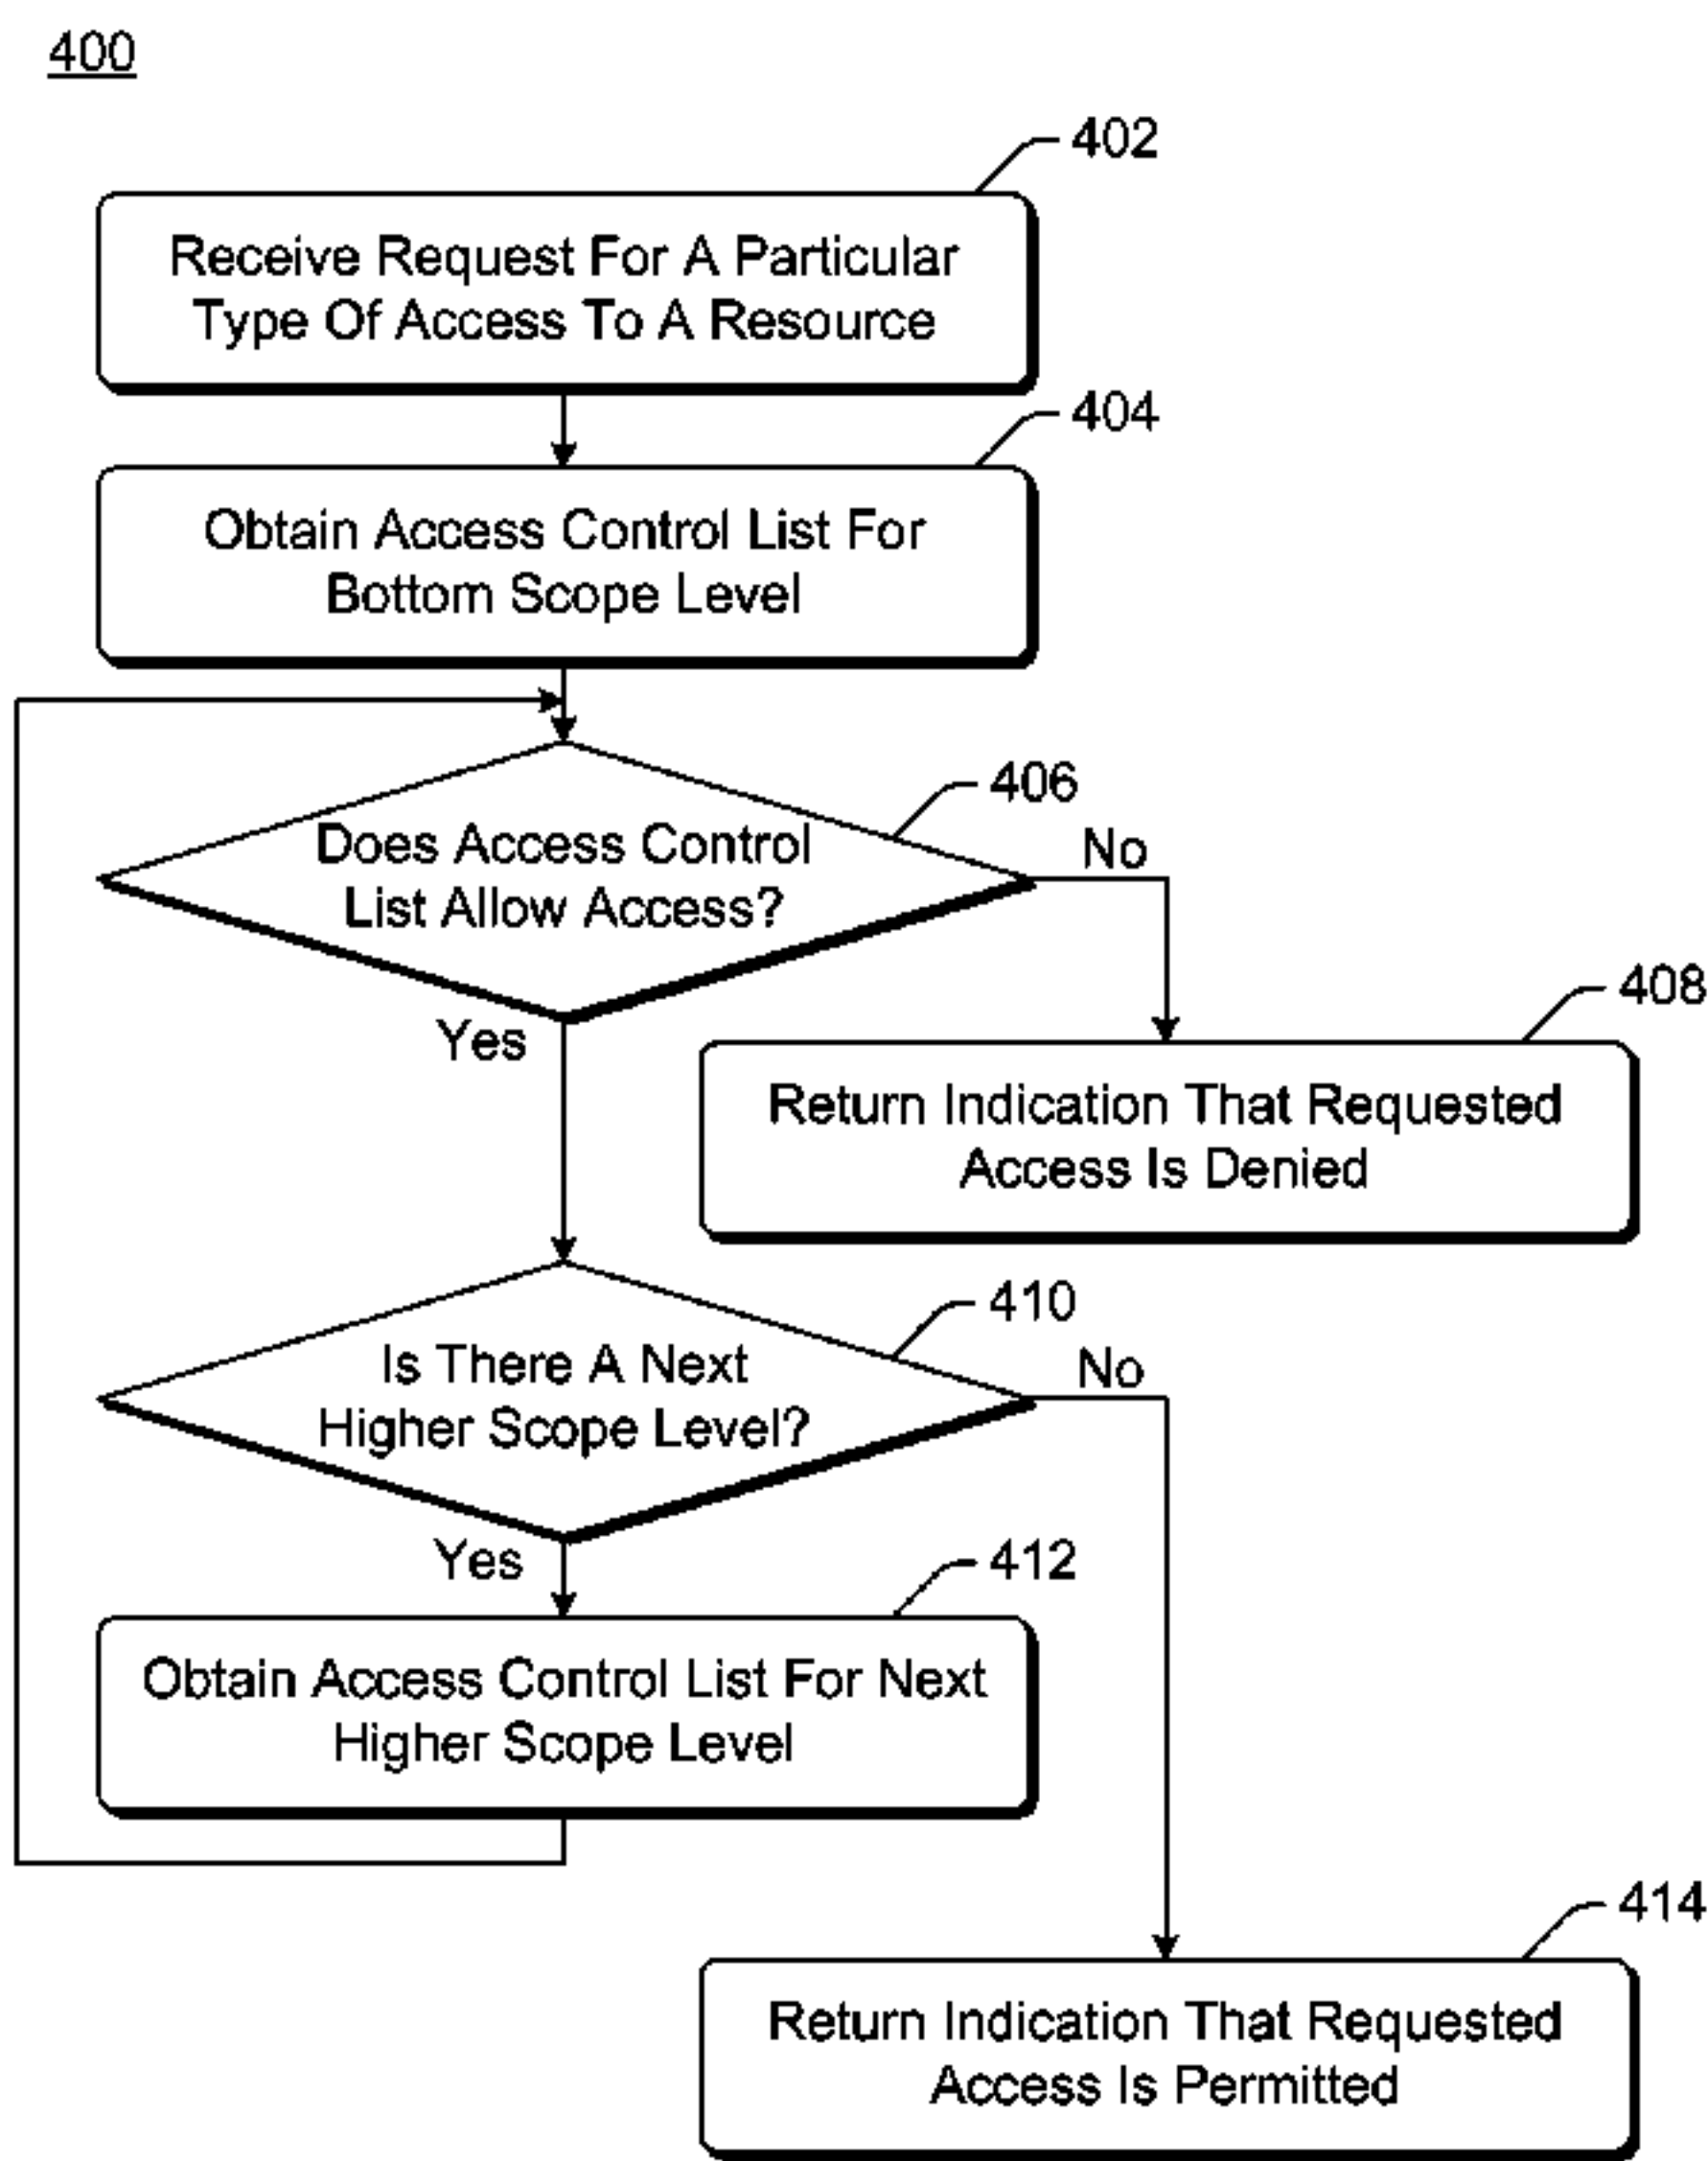 400
402
Receive Request For A Particular
Type Of Access To A Resource
404
Obtain Access Control List For
Bottom Scope Level
406
Does Access Control
List Allow Access?
No
Yes
408
Return Indication That Requested
Access Is Denied
410
Is There A Next
Higher Scope Level?
No
Yes
412
Obtain Access Control List For Next
Higher Scope Level
414
Return Indication That Requested
Access Is Permitted